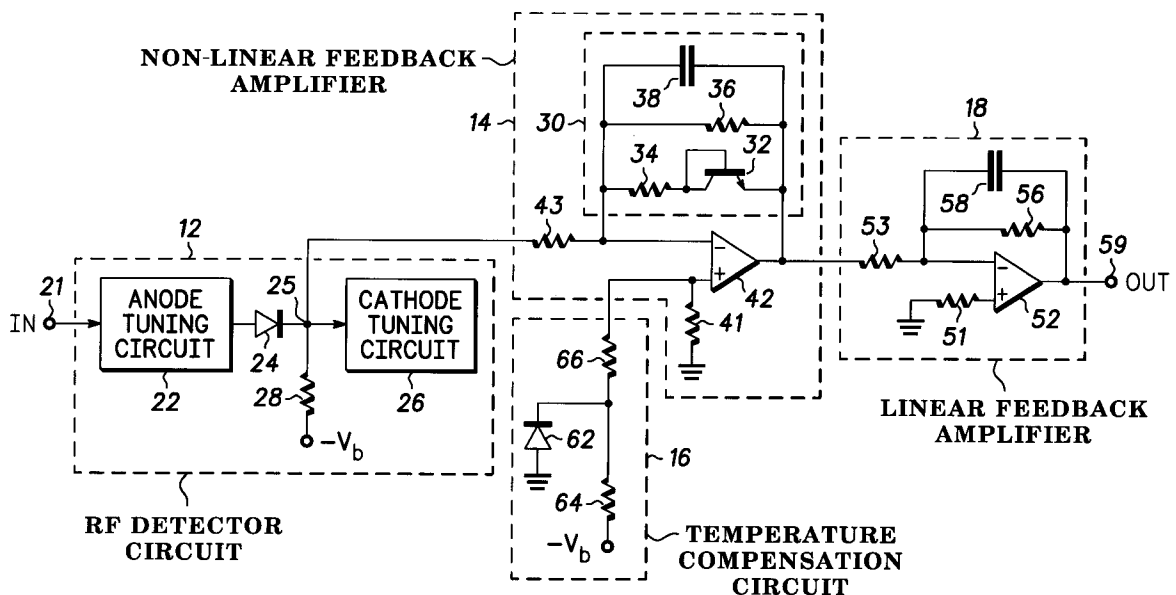 NON-LINEAR FEEDBACK
AMPLIFIER
14
30
38
36
34
32
18
58
56
43
53
12
42
59
OUT
IN
21
ANODE
TUNING
CIRCUIT
22
24
25
CATHODE
TUNING
CIRCUIT
26
28
−Vb
−
+
41
−
+
51
52
66
62
16
64
−Vb
LINEAR FEEDBACK
AMPLIFIER
RF DETECTOR
CIRCUIT
TEMPERATURE
COMPENSATION
CIRCUIT